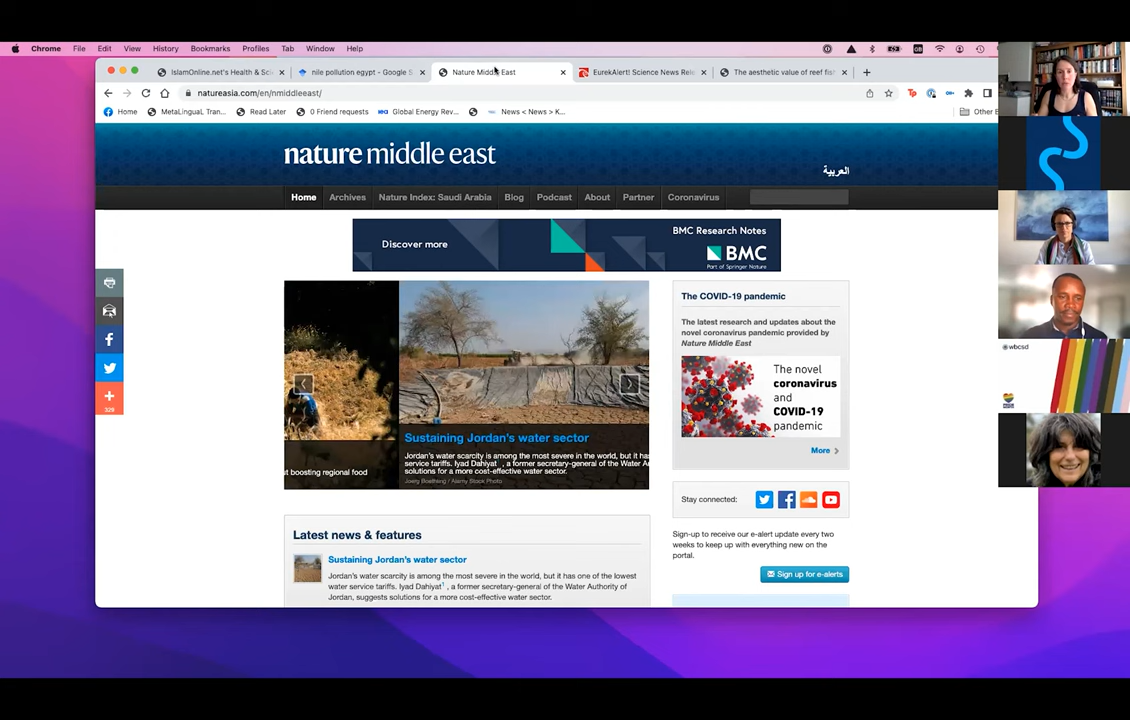 Chrome File Edit View History Bookmarks Profiles Tab Window Help
IslamOnline.net's Health & Sci
nile pollution egypt - Google S
Nature Middle East
EurekAlert! Science News Rele
The aesthetic value of reef fish
natureasia.com/en/nmiddleeast/
Home
MetaLingual, Tran...
Read Later
0 Friend requests
Global Energy Rev...
News < News > K...
Other B
nature middle east
العربية
Home Archives Nature Index: Saudi Arabia Blog Podcast About Partner Coronavirus
Discover more
BMC Research Notes
BMC
Part of Springer Nature
329
ut boosting regional food
Sustaining Jordan's water sector
Jordan's water scarcity is among the most severe in the world, but it has
service tariffs. Iyad Dahiyat , a former secretary-general of the Water A
solutions for a more cost-effective water sector.
Joerg Boethling / Alamy Stock Photo
The COVID-19 pandemic
The latest research and updates about the
novel coronavirus pandemic provided by
Nature Middle East
The novel
coronavirus
and
COVID-19
pandemic
More
Stay connected:
Sign-up to receive our e-alert update every two
weeks to keep up with everything new on the
portal.
Sign up for e-alerts
Latest news & features
Sustaining Jordan's water sector
Jordan's water scarcity is among the most severe in the world, but it has one of the lowest
water service tariffs. Iyad Dahiyat¹ , a former secretary-general of the Water Authority of
Jordan, suggests solutions for a more cost-effective water sector.
wbcsd